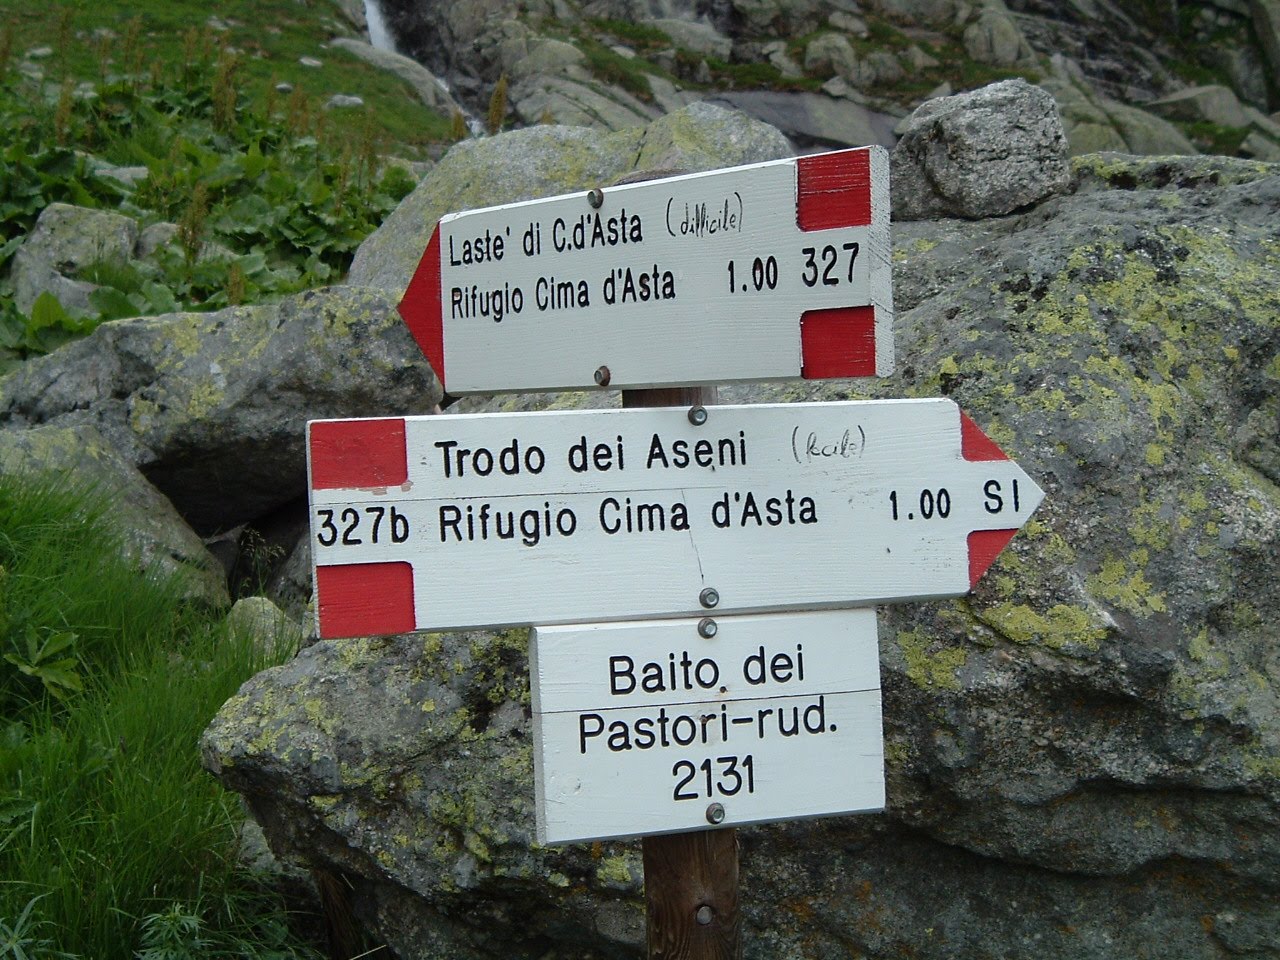 Laste' di C.d'Asta (difficile)
Rifugio Cima d'Asta 1.00 327
Trodo dei Aseni (facile)
327b Rifugio Cima d'Asta 1.00 SI
Baito dei
Pastori-rud.
2131